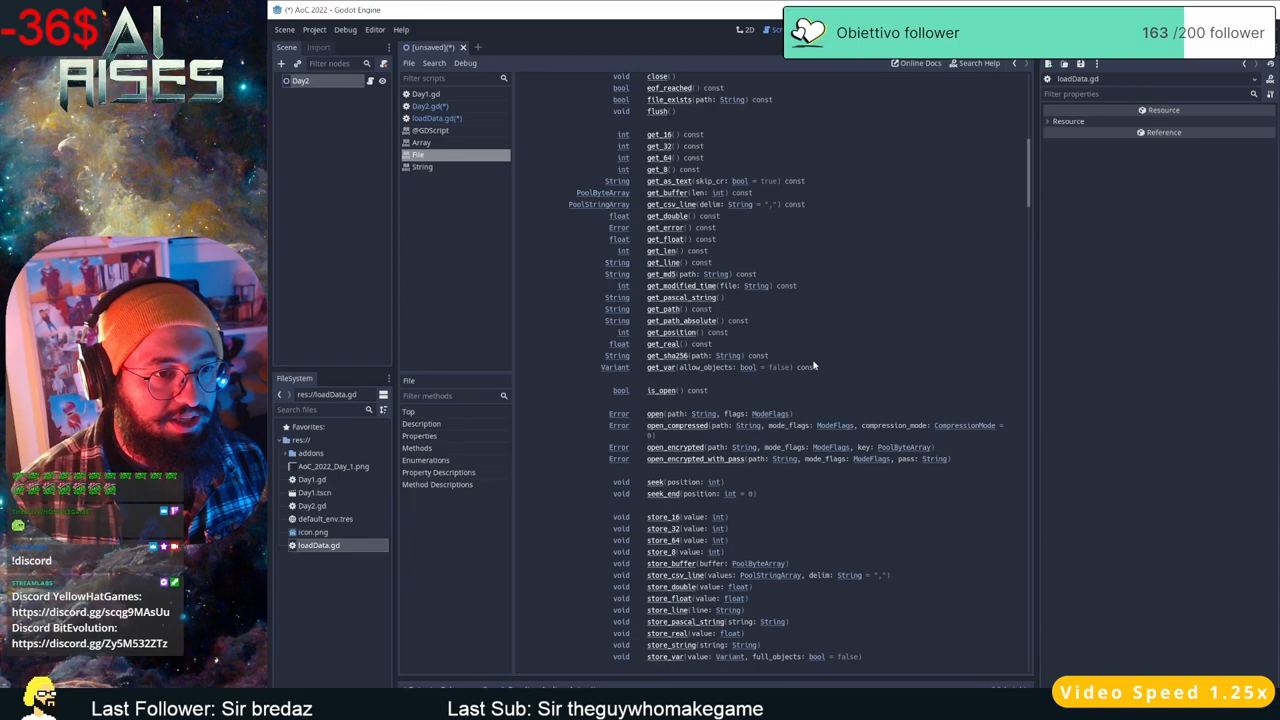 -36$
AI
RISES
(*) AoC 2022 - Godot Engine
Scene Project Debug Editor Help
2D
Obiettivo follower
163 /200 follower
Scene Import
[unsaved](*)
Filter nodes
Day2
File Search Debug
Online Docs
Search Help
Filter scripts
Day1.gd
Day2.gd(*)
loadData.gd(*)
@GDScript
Array
File
String
loadData.gd
Filter properties
Resource
Resource
Reference
void close()
bool eof_reached() const
bool file_exists(path: String) const
void flush()
int get_16() const
int get_32() const
int get_64() const
int get_8() const
String get_as_text(skip_cr: bool = true) const
PoolByteArray get_buffer(len: int) const
PoolStringArray get_csv_line(delim: String = ",") const
float get_double() const
Error get_error() const
float get_float() const
int get_len() const
String get_line() const
String get_md5(path: String) const
int get_modified_time(file: String) const
String get_pascal_string()
String get_path() const
String get_path_absolute() const
int get_position() const
float get_real() const
String get_sha256(path: String) const
Variant get_var(allow_objects: bool = false) const
bool is_open() const
Error open(path: String, flags: ModeFlags)
Error open_compressed(path: String, mode_flags: ModeFlags, compression_mode: CompressionMode =
0)
Error open_encrypted(path: String, mode_flags: ModeFlags, key: PoolByteArray)
Error open_encrypted_with_pass(path: String, mode_flags: ModeFlags, pass: String)
void seek(position: int)
void seek_end(position: int = 0)
void store_16(value: int)
void store_32(value: int)
void store_64(value: int)
void store_8(value: int)
void store_buffer(buffer: PoolByteArray)
void store_csv_line(values: PoolStringArray, delim: String = ",")
void store_double(value: float)
void store_float(value: float)
void store_line(line: String)
void store_pascal_string(string: String)
void store_real(value: float)
void store_string(string: String)
void store_var(value: Variant, full_objects: bool = false)
FileSystem
res://loadData.gd
Search files
Favorites:
res://
addons
AoC_2022_Day_1.png
Day1.gd
Day1.tscn
Day2.gd
default_env.tres
icon.png
loadData.gd
File
Filter methods
Top
Description
Properties
Methods
Enumerations
Property Descriptions
Method Descriptions
!discord
STREAMLABS
Discord YellowHatGames:
https://discord.gg/scqg9MAsUu
Discord BitEvolution:
https://discord.gg/Zy5M532ZTz
Video Speed 1.25x
Last Follower: Sir bredaz
Last Sub: Sir theguywhomakegame